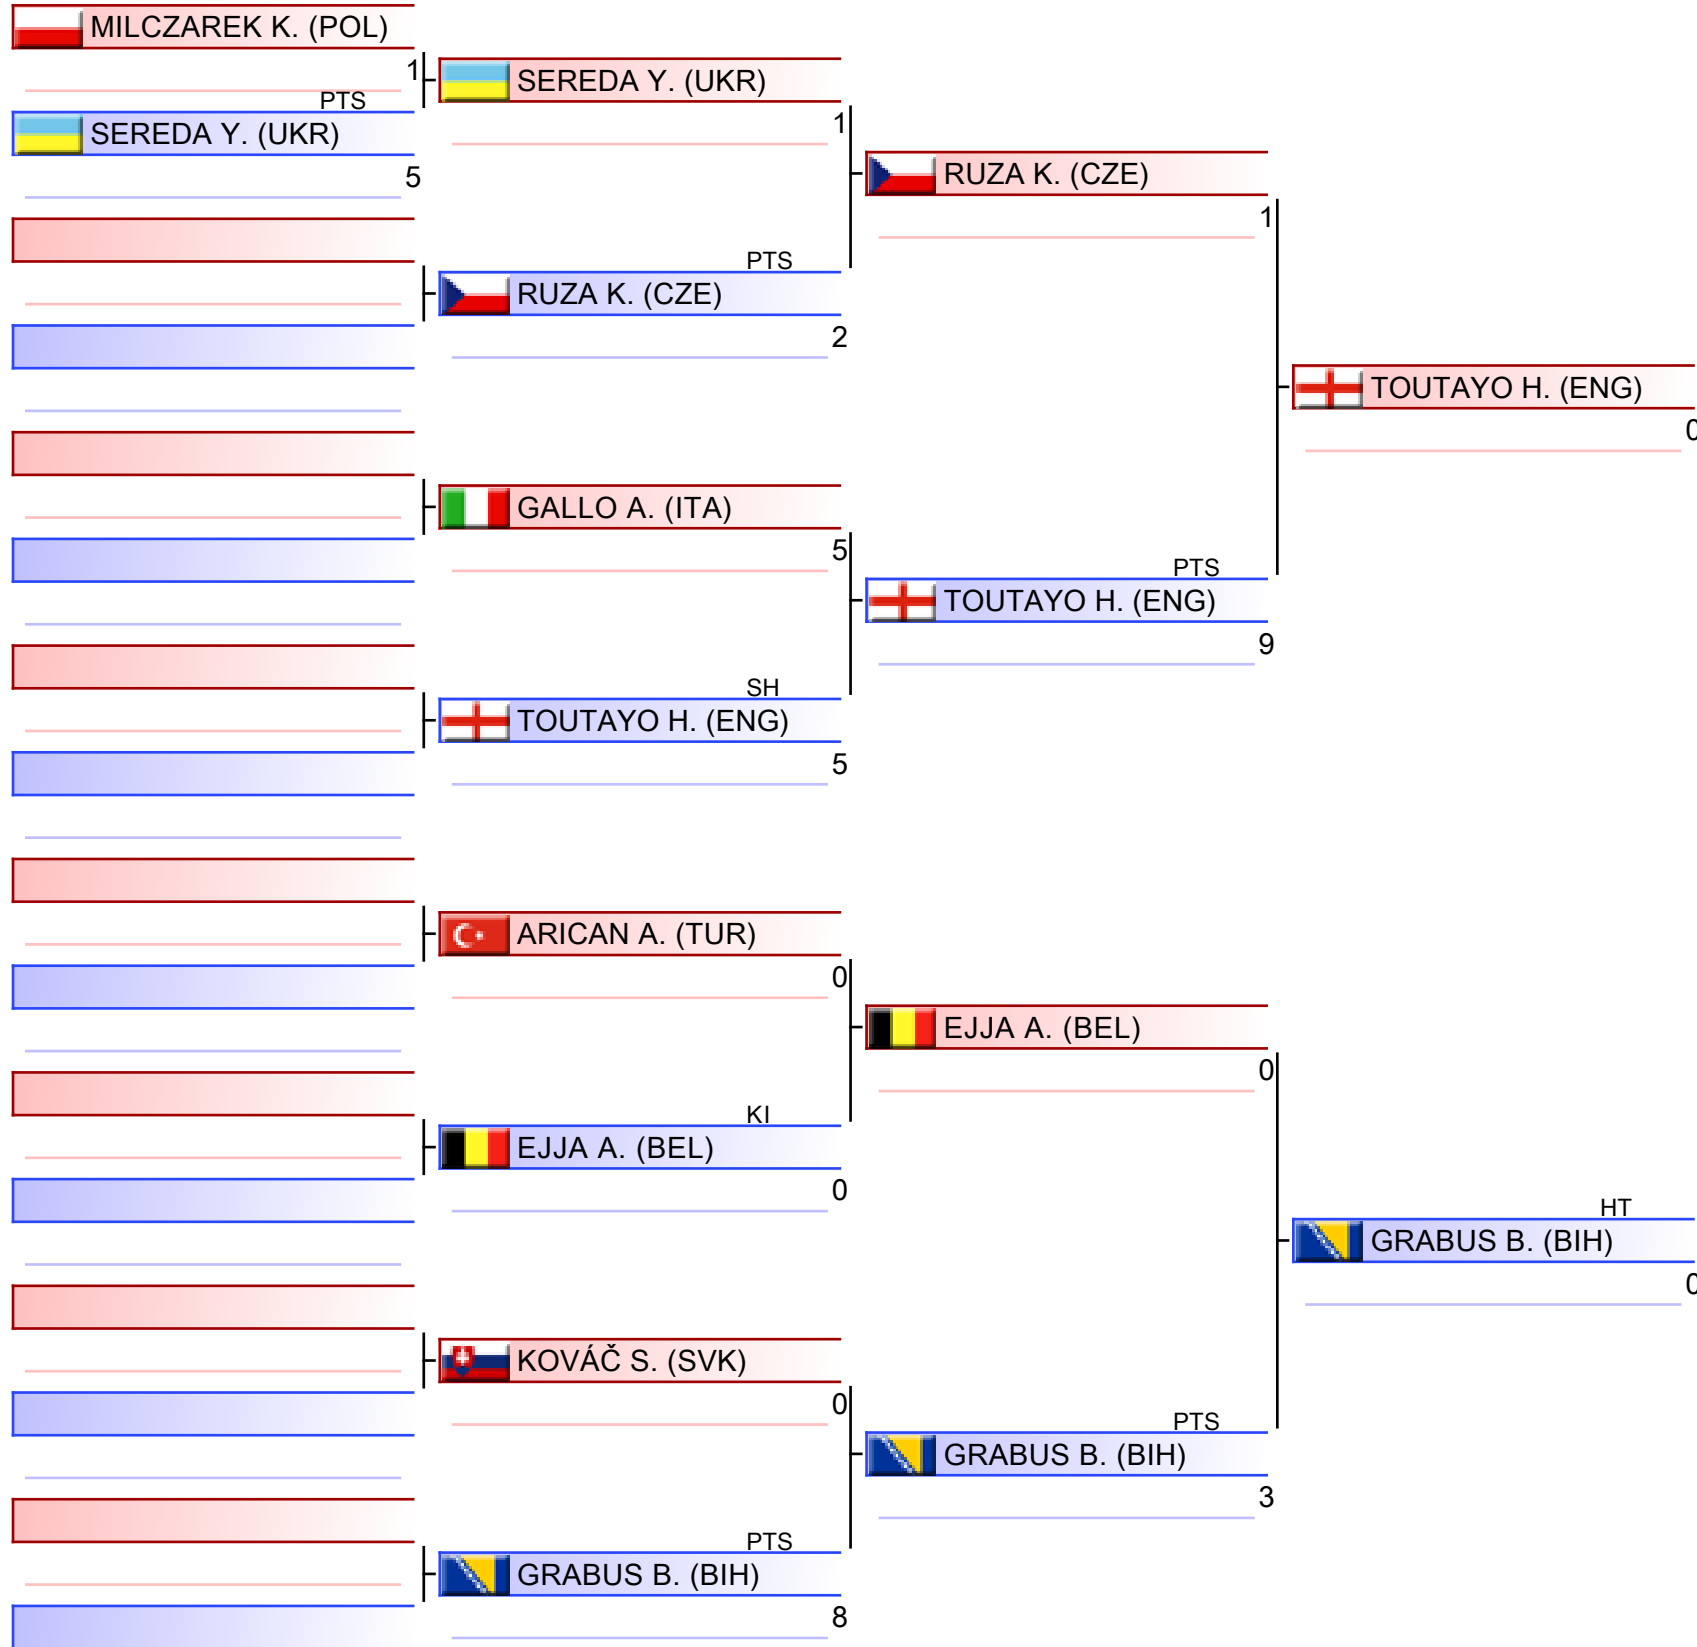 MILCZAREK K. (POL)
1
PTS
SEREDA Y. (UKR)
5
SEREDA Y. (UKR)
1
PTS
RUZA K. (CZE)
2
GALLO A. (ITA)
5
SH
TOUTAYO H. (ENG)
5
ARICAN A. (TUR)
0
KI
EJJA A. (BEL)
0
KOVÁČ S. (SVK)
0
PTS
GRABUS B. (BIH)
8
RUZA K. (CZE)
1
PTS
TOUTAYO H. (ENG)
9
EJJA A. (BEL)
0
PTS
GRABUS B. (BIH)
3
TOUTAYO H. (ENG)
0
HT
GRABUS B. (BIH)
0